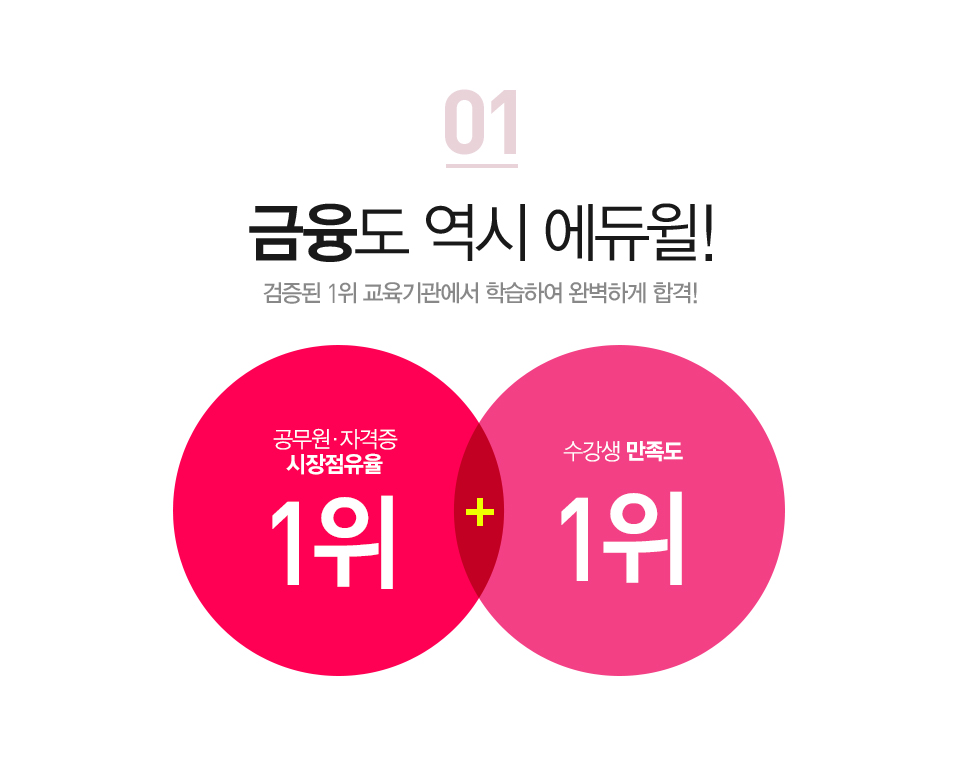 01
금융도 역시 에듀윌!
검증된 1위 교육기관에서 학습하여 완벽하게 합격!
공무원·자격증
시장점유율
1위
+
수강생 만족도
1위